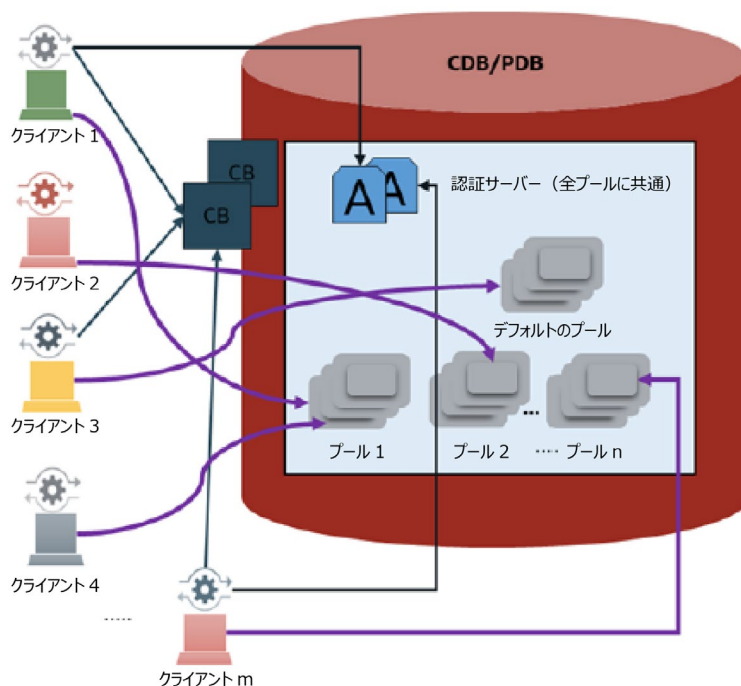 CDB/PDB
クライアント 1
CB
CB
A
A
認証サーバー（全プールに共通）
クライアント 2
デフォルトのプール
クライアント 3
...
プール 1
プール 2
.....
プール n
クライアント 4
.....
クライアント m